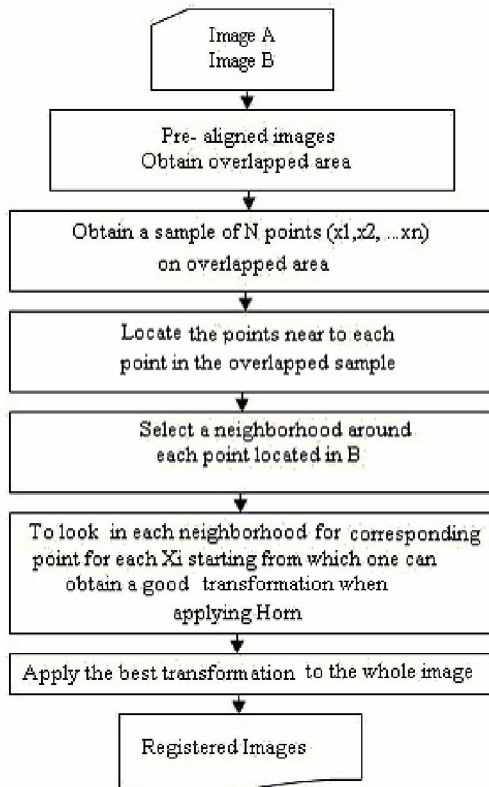 Image A
Image B
Pre- aligned images
Obtain overlapped area
Obtain a sample of N points (x1,x2, ...xn)
on overlapped area
Locate the points near to each
point in the overlapped sample
Select a neighborhood around
each point located in B
To look in each neighborhood for corresponding
point for each Xi starting from which one can
obtain a good transformation when
applying Horn
Apply the best transformation to the whole image
Registered Images